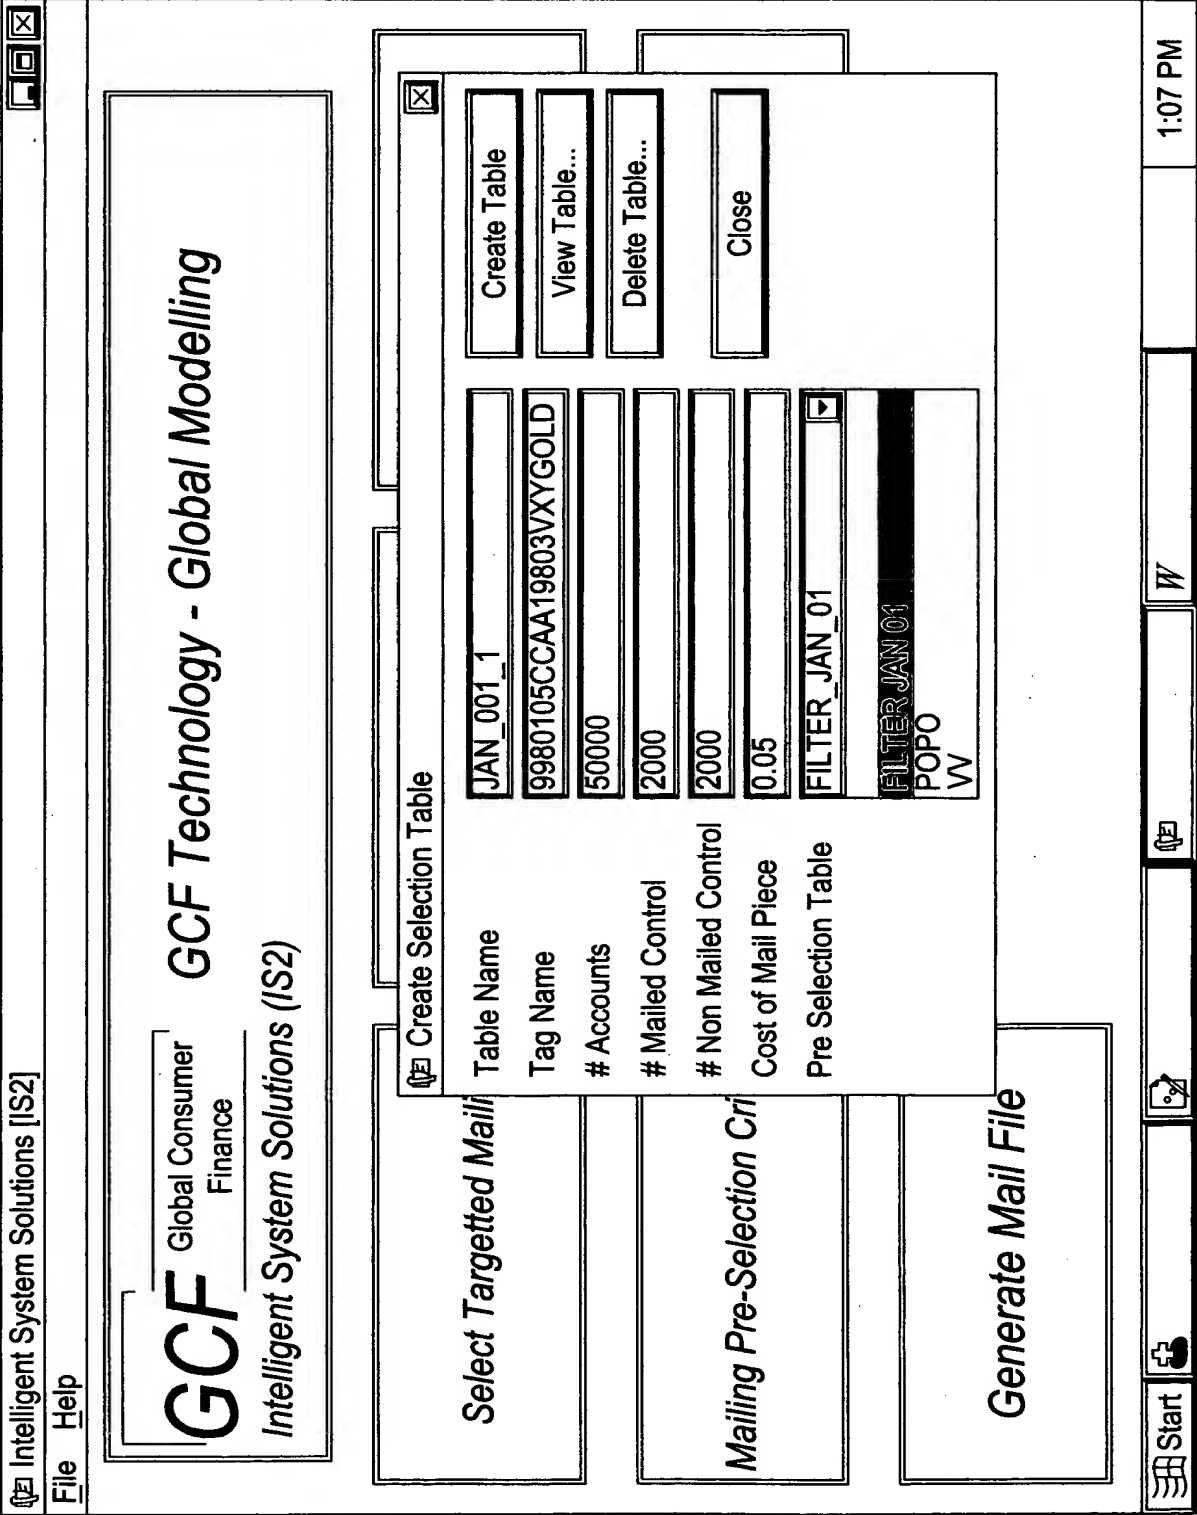 Intelligent System Solutions [IS2]
File Help
GCF Global Consumer Finance
GCF Technology - Global Modelling
Intelligent System Solutions (IS2)
Select Targetted Maili
Mailing Pre-Selection Cri
Generate Mail File
Create Selection Table
Table Name JAN_001_1
Tag Name 9980105CCAA19803VXYGOLD
# Accounts 50000
# Mailed Control 2000
# Non Mailed Control 2000
Cost of Mail Piece 0.05
Pre Selection Table FILTER_JAN_01
FILTER JAN 01
POPO
VV
Create Table
View Table...
Delete Table...
Close
Start
W
1:07 PM